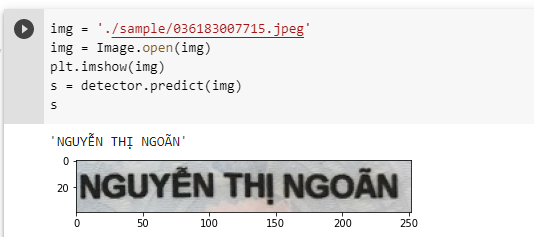 img = './sample/036183007715.jpeg'
img = Image.open(img)
plt.imshow(img)
s = detector.predict(img)
s
'NGUYỄN THỊ NGOÃN'
0
20
NGUYỄN THỊ NGOÃN
0 50 100 150 200 250